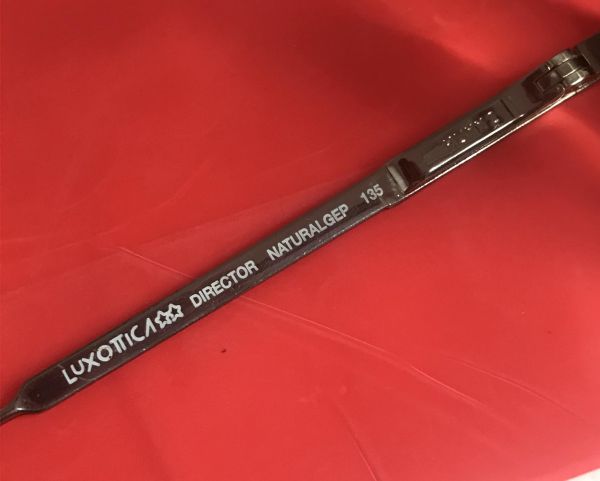 LUXOTTICA DIRECTOR NATURALGEP 135